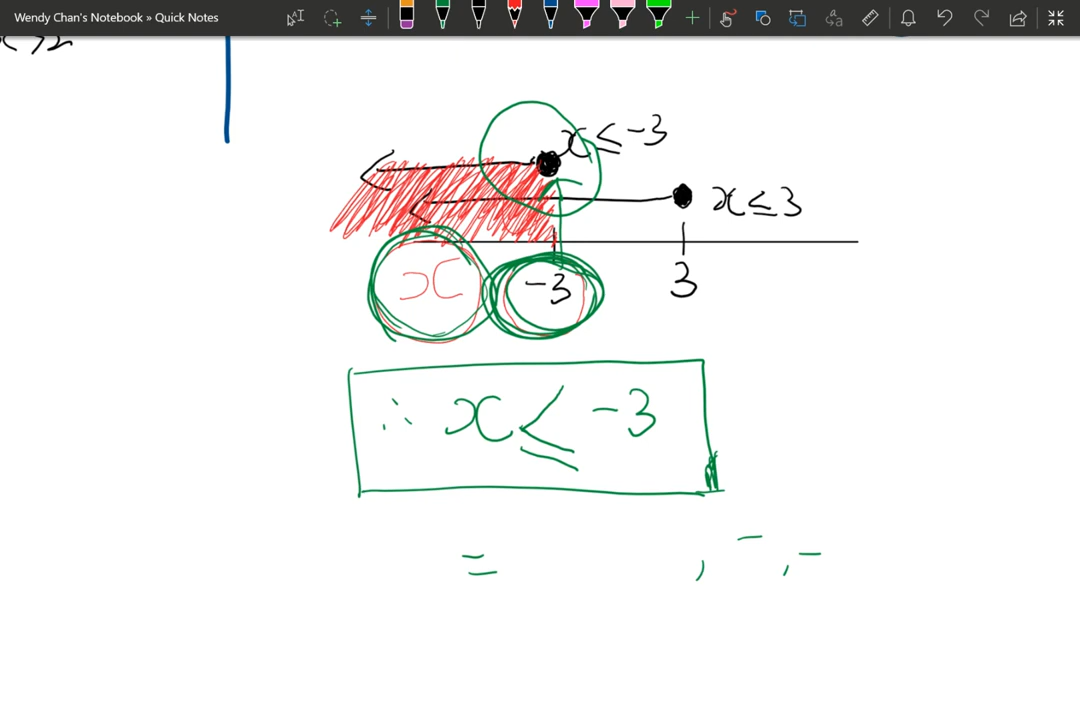 Wendy Chan's Notebook » Quick Notes
x ≤ -3
x ≤ 3
x
-3
3
∴ x ≤ -3
= , - , -